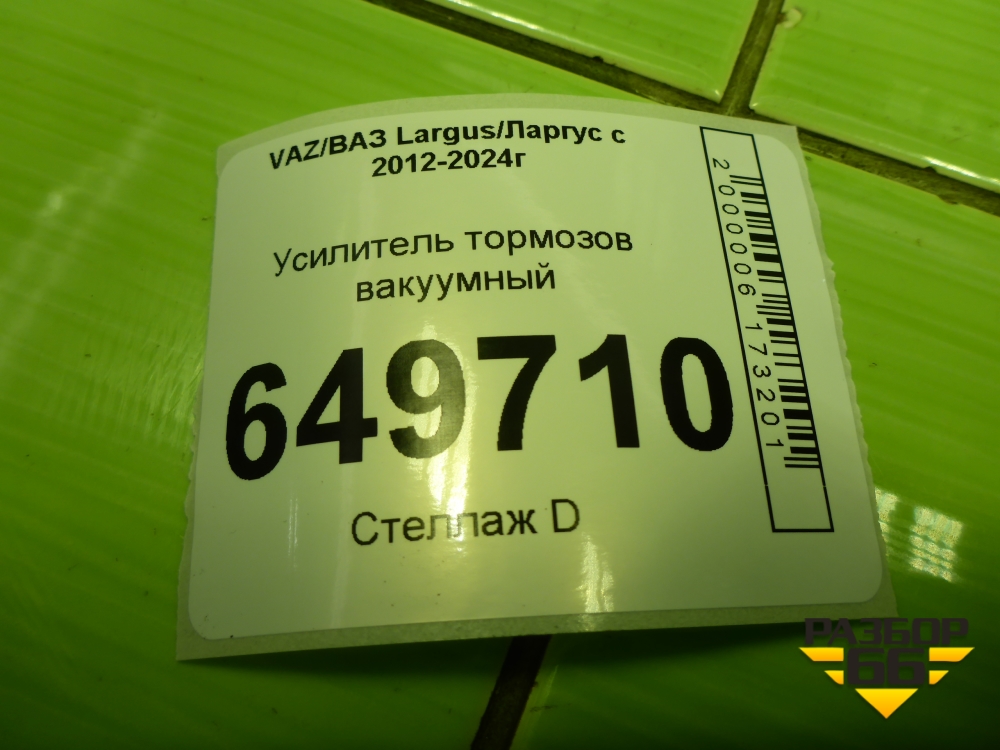 VAZ/ВАЗ Largus/Ларгус с
2012-2024г
Усилитель тормозов
вакуумный
649710
Стеллаж D
2000006173201
РАЗБОР
66